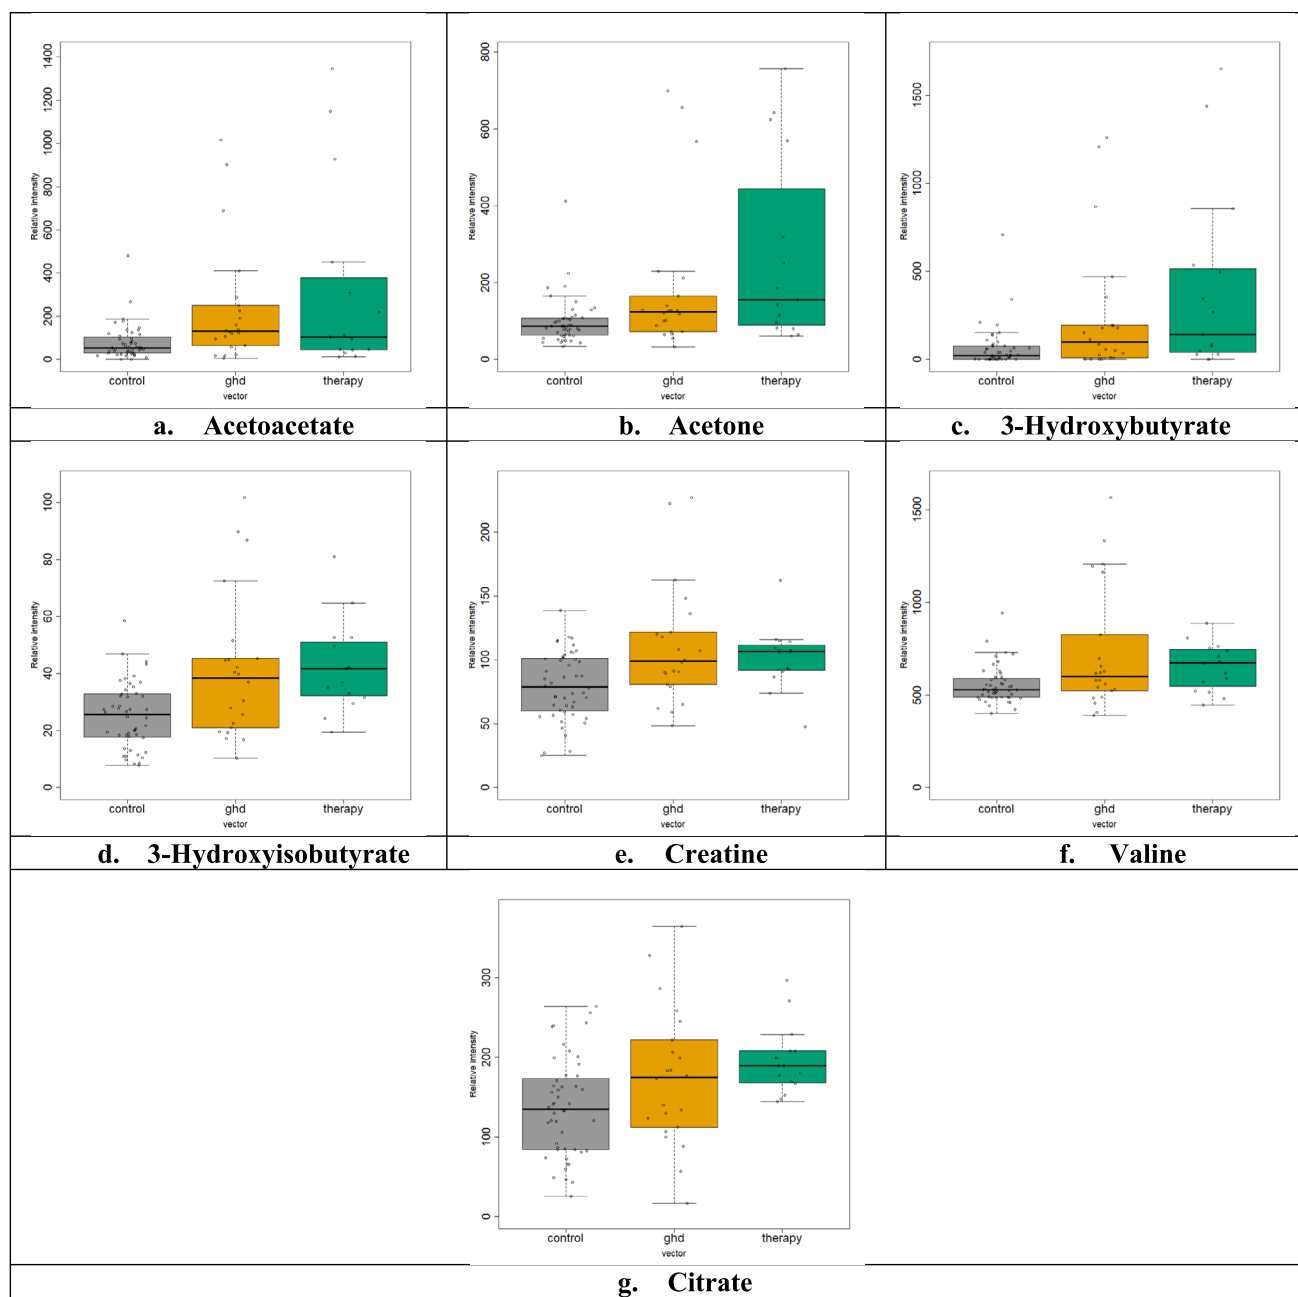 Relative intensity
0 200 400 600 800 1000 1200 1400
control ghd therapy
vector
Relative intensity
0 200 400 600 800
control ghd therapy
vector
Relative intensity
0 500 1000 1500
control ghd therapy
vector
a. Acetoacetate
b. Acetone
c. 3-Hydroxybutyrate
Relative intensity
0 20 40 60 80 100
control ghd therapy
vector
Relative intensity
0 50 100 150 200
control ghd therapy
vector
Relative intensity
0 500 1000 1500
control ghd therapy
vector
d. 3-Hydroxyisobutyrate
e. Creatine
f. Valine
Relative intensity
0 100 200 300
control ghd therapy
vector
g. Citrate